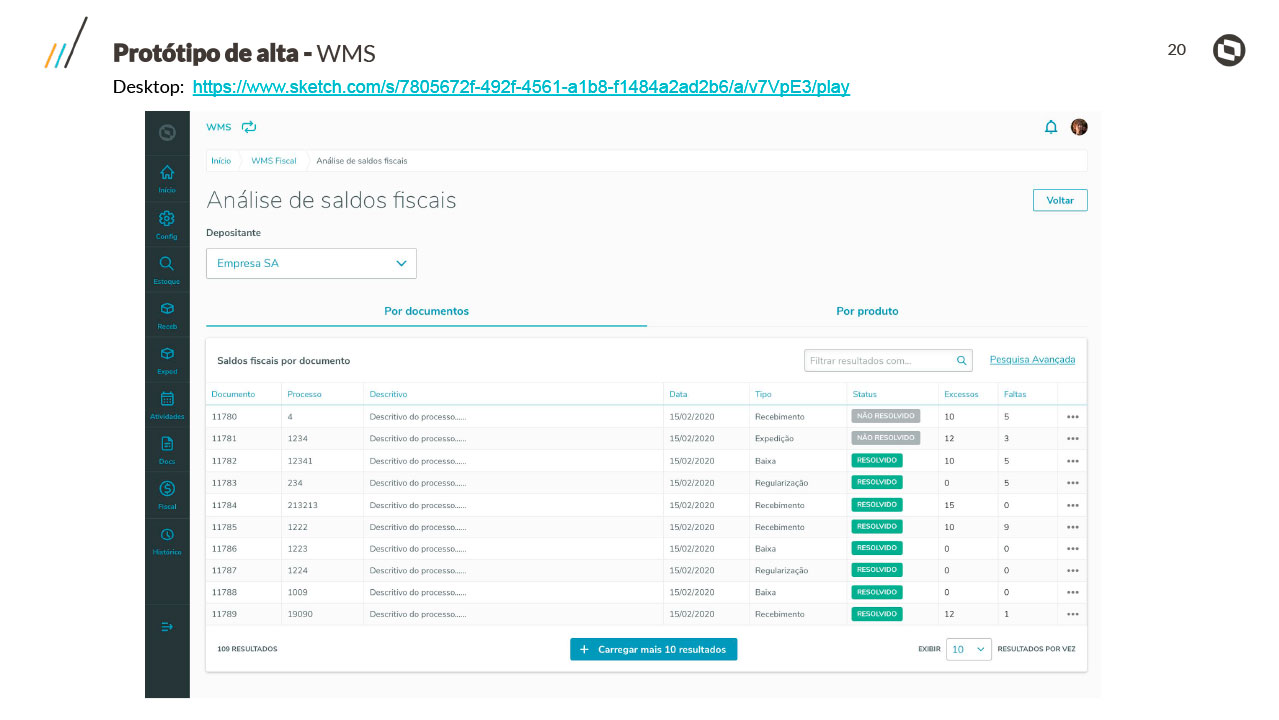 Protótipo de alta - WMS
20
Desktop: https://www.sketch.com/s/7805672f-492f-4561-a1b8-f1484a2ad2b6/a/v7VpE3/play
WMS
Início WMS Fiscal Análise de saldos fiscais
Análise de saldos fiscais
Voltar
Depositante
Empresa SA
Início
Config
Estoque
Receb
Exped
Atividades
Docs
Fiscal
Histórico
Por documentos Por produto
Saldos fiscais por documento Filtrar resultados com... Pesquisa Avançada
Documento Processo Descritivo Data Tipo Status Excessos Faltas
11780 4 Descritivo do processo...... 15/02/2020 Recebimento NÃO RESOLVIDO 10 5
11781 1234 Descritivo do processo...... 15/02/2020 Expedição NÃO RESOLVIDO 12 3
11782 12341 Descritivo do processo...... 15/02/2020 Baixa RESOLVIDO 10 5
11783 234 Descritivo do processo...... 15/02/2020 Regularização RESOLVIDO 0 5
11784 213213 Descritivo do processo...... 15/02/2020 Recebimento RESOLVIDO 15 0
11785 1222 Descritivo do processo...... 15/02/2020 Recebimento RESOLVIDO 10 9
11786 1223 Descritivo do processo...... 15/02/2020 Baixa RESOLVIDO 0 0
11787 1224 Descritivo do processo...... 15/02/2020 Regularização RESOLVIDO 0 0
11788 1009 Descritivo do processo...... 15/02/2020 Baixa RESOLVIDO 0 0
11789 19090 Descritivo do processo...... 15/02/2020 Recebimento RESOLVIDO 12 1
109 RESULTADOS + Carregar mais 10 resultados EXIBIR 10 RESULTADOS POR VEZ